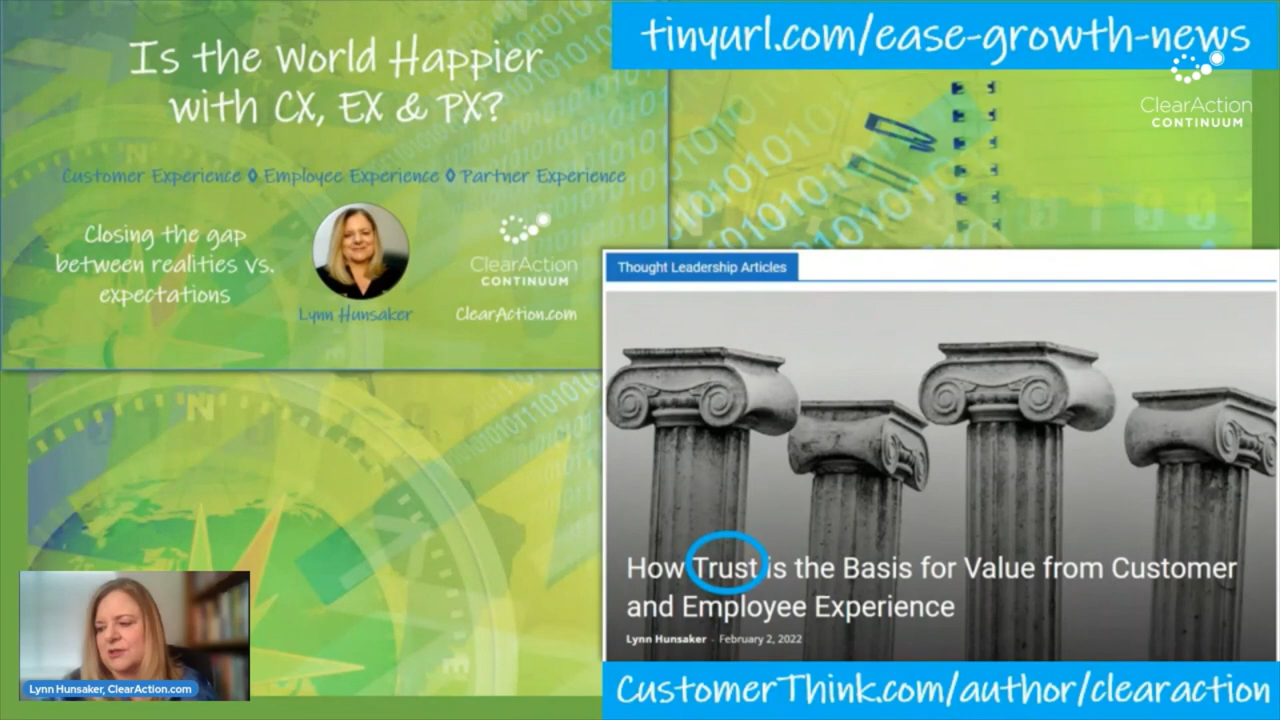 Is the World Happier
with CX, EX & PX?
Customer Experience ◊ Employee Experience ◊ Partner Experience
Closing the gap
between realities vs.
expectations
Lynn Hunsaker
ClearAction
CONTINUUM
ClearAction.com
tinyurl.com/ease-growth-news
ClearAction
CONTINUUM
Thought Leadership Articles
How Trust is the Basis for Value from Customer
and Employee Experience
Lynn Hunsaker - February 2, 2022
CustomerThink.com/author/clearaction
N
E
Lynn Hunsaker, ClearAction.com